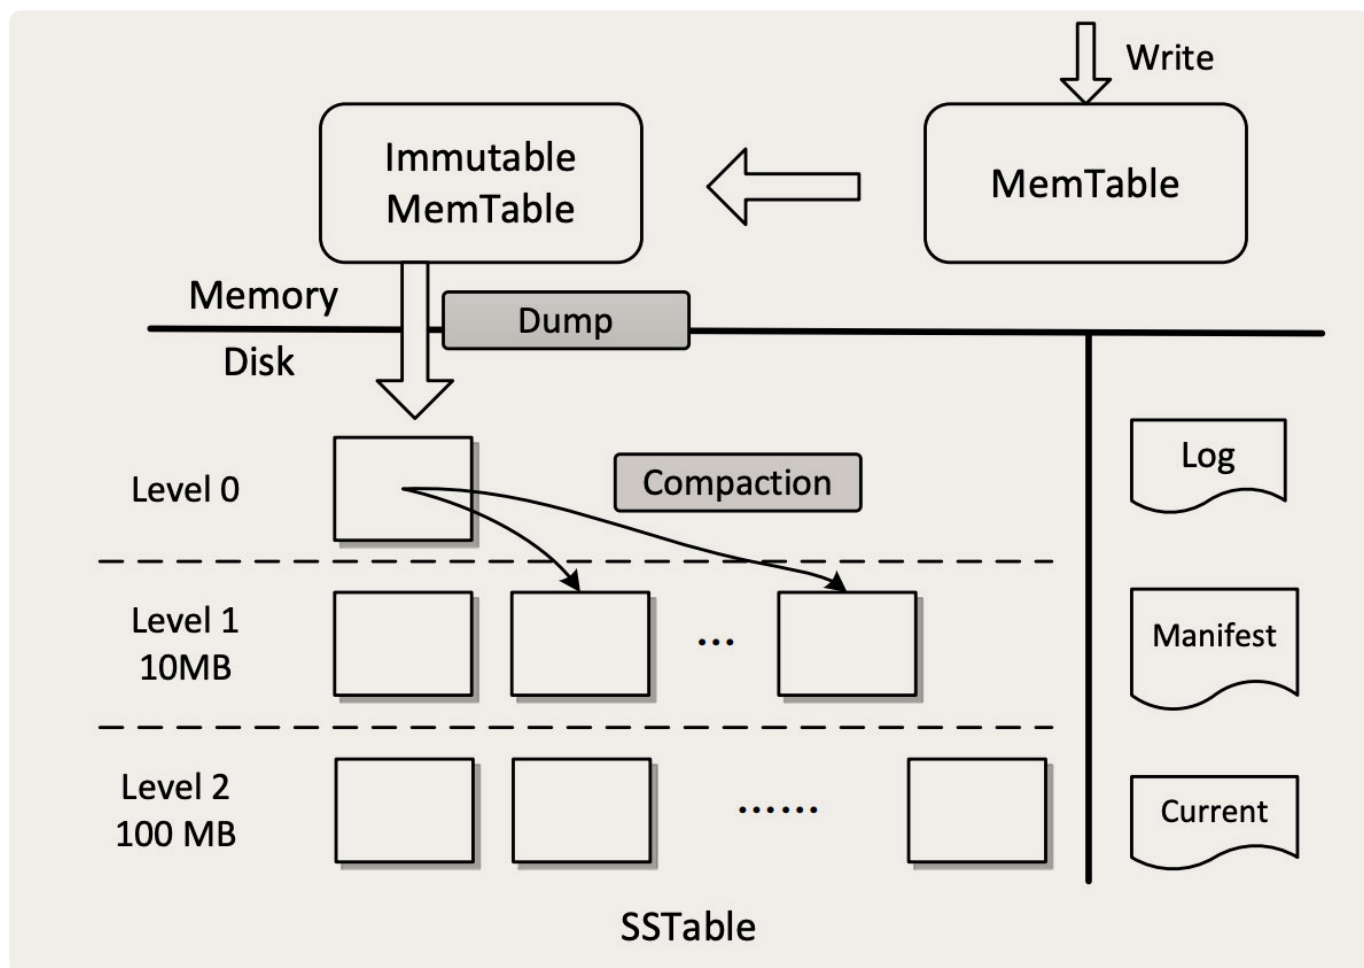 Write
Immutable
MemTable
MemTable
Memory
Dump
Disk
Level 0
Compaction
Log
Level 1
10MB
...
Manifest
Level 2
100 MB
......
Current
SSTable